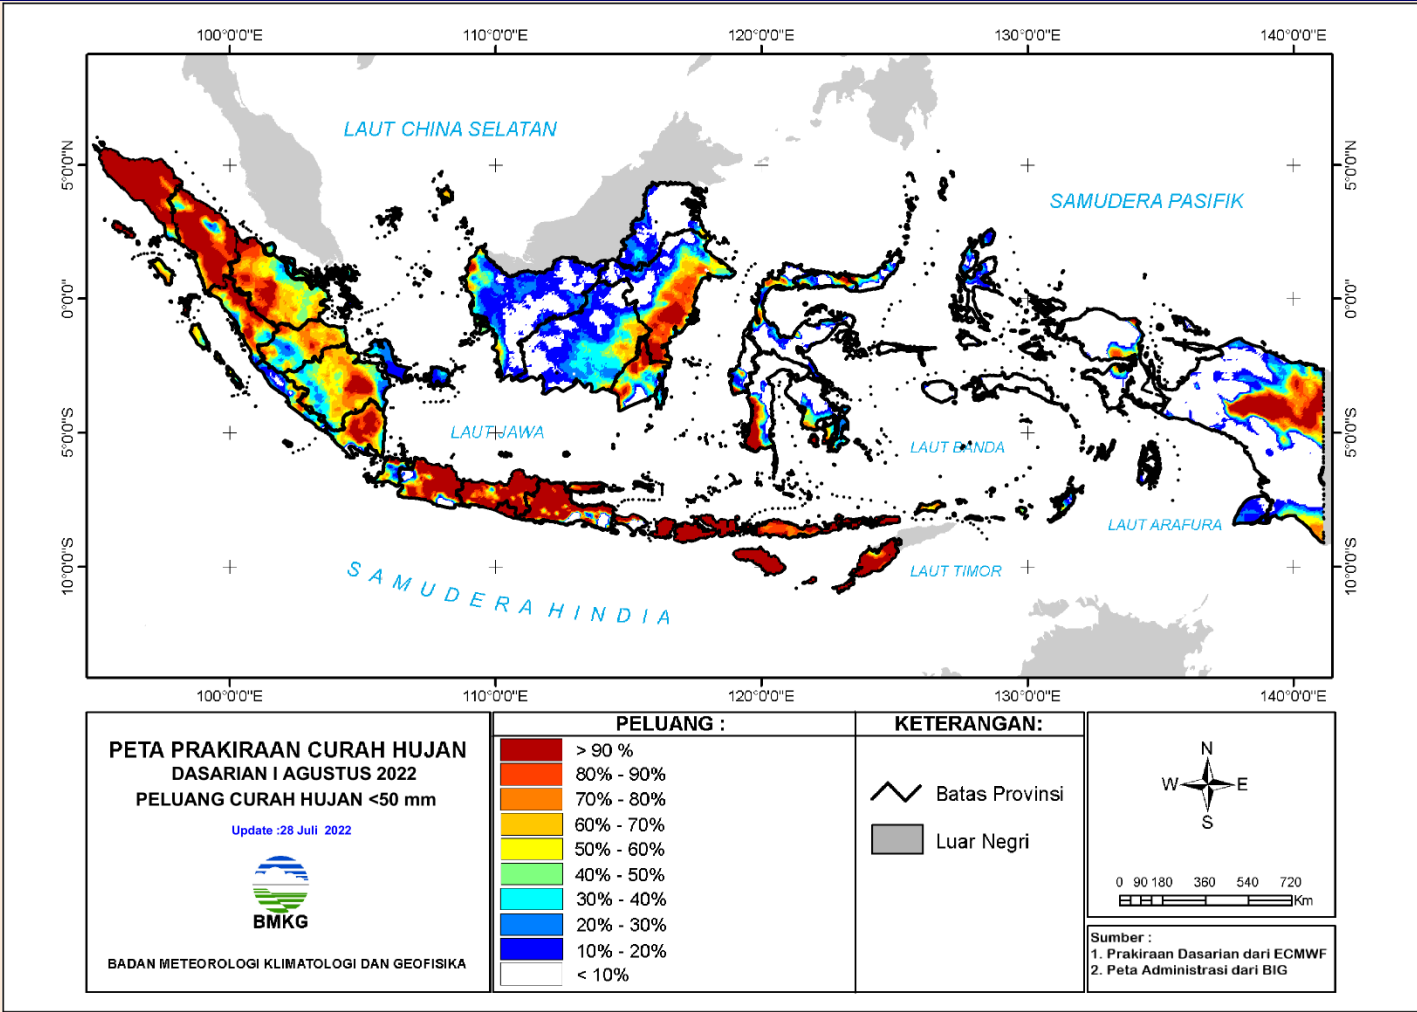 100°0'0"E 110°0'0"E 120°0'0"E 130°0'0"E 140°0'0"E
5°0'0"N
0°0'0"
5°0'0"S
10°0'0"S
LAUT CHINA SELATAN
SAMUDERA PASIFIK
LAUT JAWA
LAUT BANDA
LAUT ARAFURA
LAUT TIMOR
SAMUDERA HINDIA
5°0'0"N
0°0'0"
5°0'0"S
10°0'0"S
100°0'0"E 110°0'0"E 120°0'0"E 130°0'0"E 140°0'0"E
PETA PRAKIRAAN CURAH HUJAN
DASARIAN I AGUSTUS 2022
PELUANG CURAH HUJAN <50 mm
Update :28 Juli 2022
BMKG
BADAN METEOROLOGI KLIMATOLOGI DAN GEOFISIKA
PELUANG :
> 90 %
80% - 90%
70% - 80%
60% - 70%
50% - 60%
40% - 50%
30% - 40%
20% - 30%
10% - 20%
< 10%
KETERANGAN:
Batas Provinsi
Luar Negri
N
W E
S
0 90 180 360 540 720
Km
Sumber :
1. Prakiraan Dasarian dari ECMWF
2. Peta Administrasi dari BIG